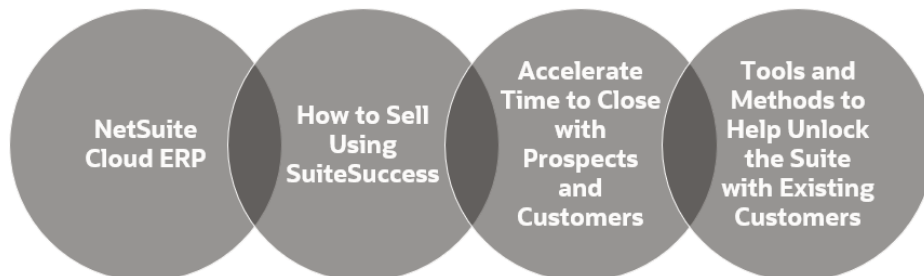 NetSuite
Cloud ERP
How to Sell
Using
SuiteSuccess
Accelerate
Time to Close
with
Prospects
and
Customers
Tools and
Methods to
Help Unlock
the Suite
with Existing
Customers